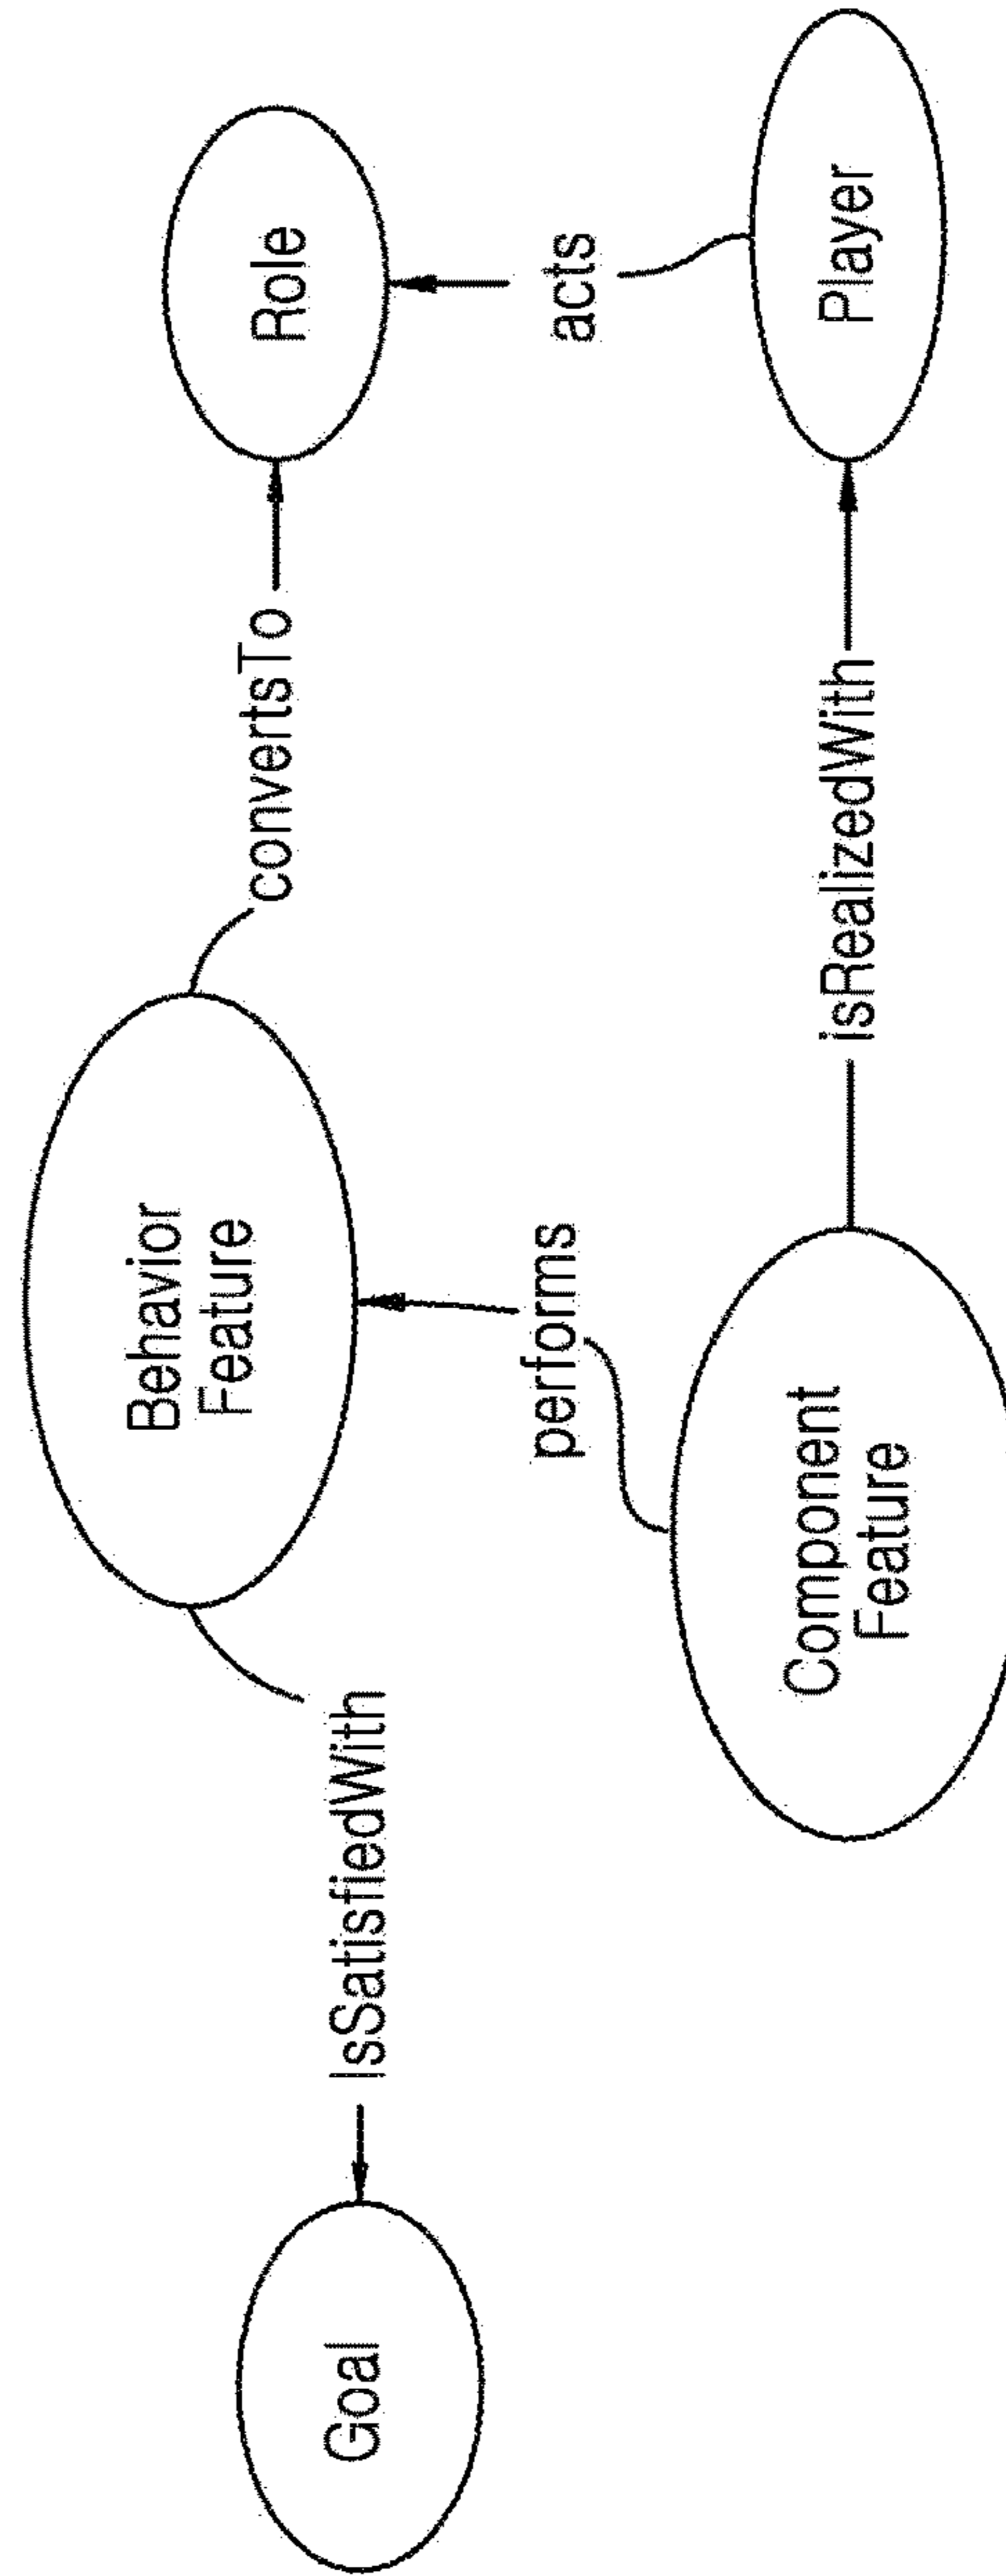 Behavior
Feature
convertsTo
Role
IsSatisfiedWith
Goal
performs
acts
Component
Feature
isRealizedWith
Player